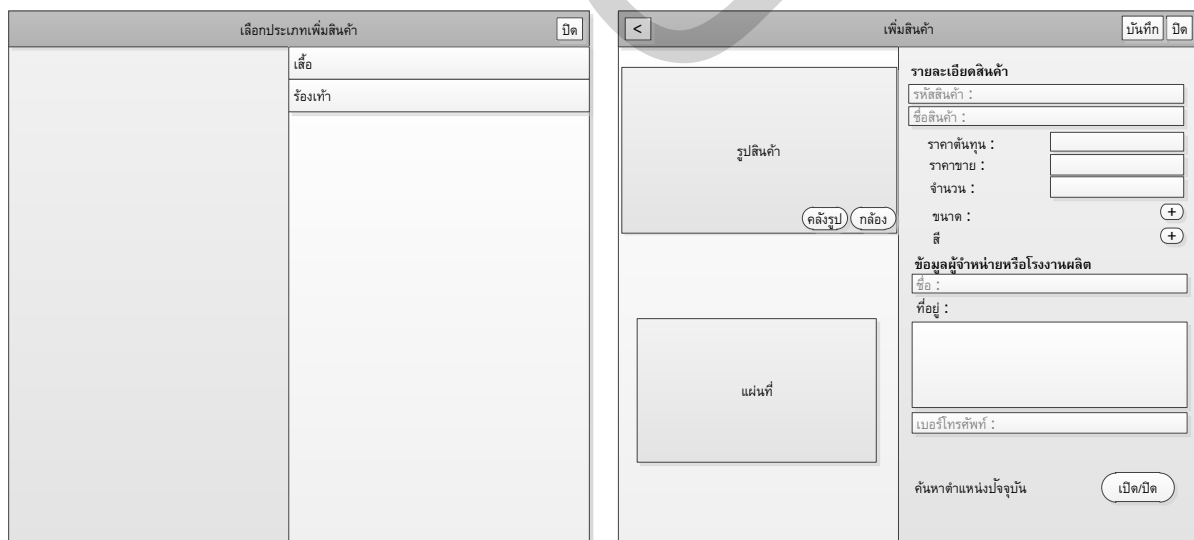 เลือกประเภทเพิ่มสินค้า
ปิด
เสื้อ
ร้องเท้า
<
เพิ่มสินค้า
บันทึก
ปิด
รูปสินค้า
คลังรูป
กล้อง
แผ่นที่
รายละเอียดสินค้า
รหัสสินค้า :
ชื่อสินค้า :
ราคาต้นทุน :
ราคาขาย :
จำนวน :
ขนาด :
+
สี
+
ข้อมูลผู้จำหน่ายหรือโรงงานผลิต
ชื่อ :
ที่อยู่ :
เบอร์โทรศัพท์ :
ค้นหาตำแหน่งปัจจุบัน
เปิด/ปิด